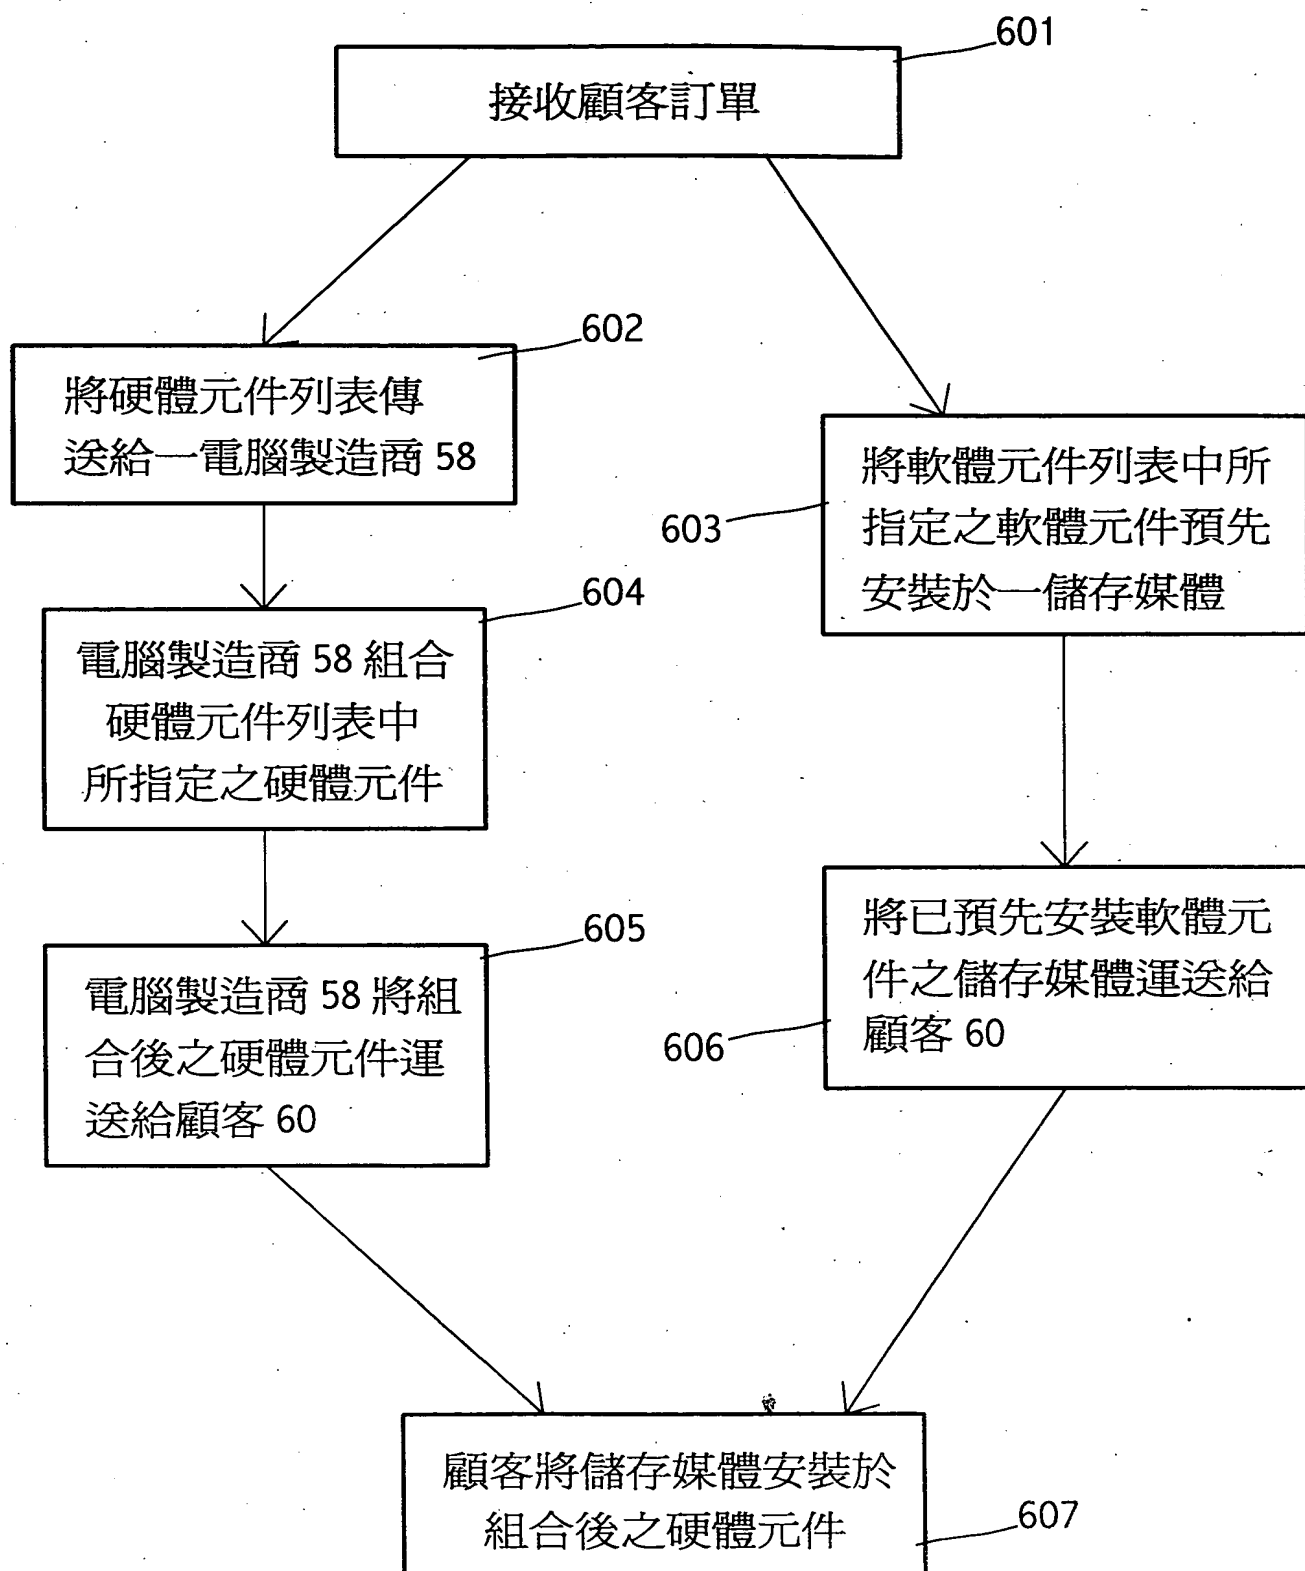 601
接收顧客訂單
602
將硬體元件列表傳
送給一電腦製造商 58
603
將軟體元件列表中所
指定之軟體元件預先
安裝於一儲存媒體
604
電腦製造商 58 組合
硬體元件列表中
所指定之硬體元件
605
電腦製造商 58 將組
合後之硬體元件運
送給顧客 60
606
將已預先安裝軟體元
件之儲存媒體運送給
顧客 60
顧客將儲存媒體安裝於
組合後之硬體元件
607